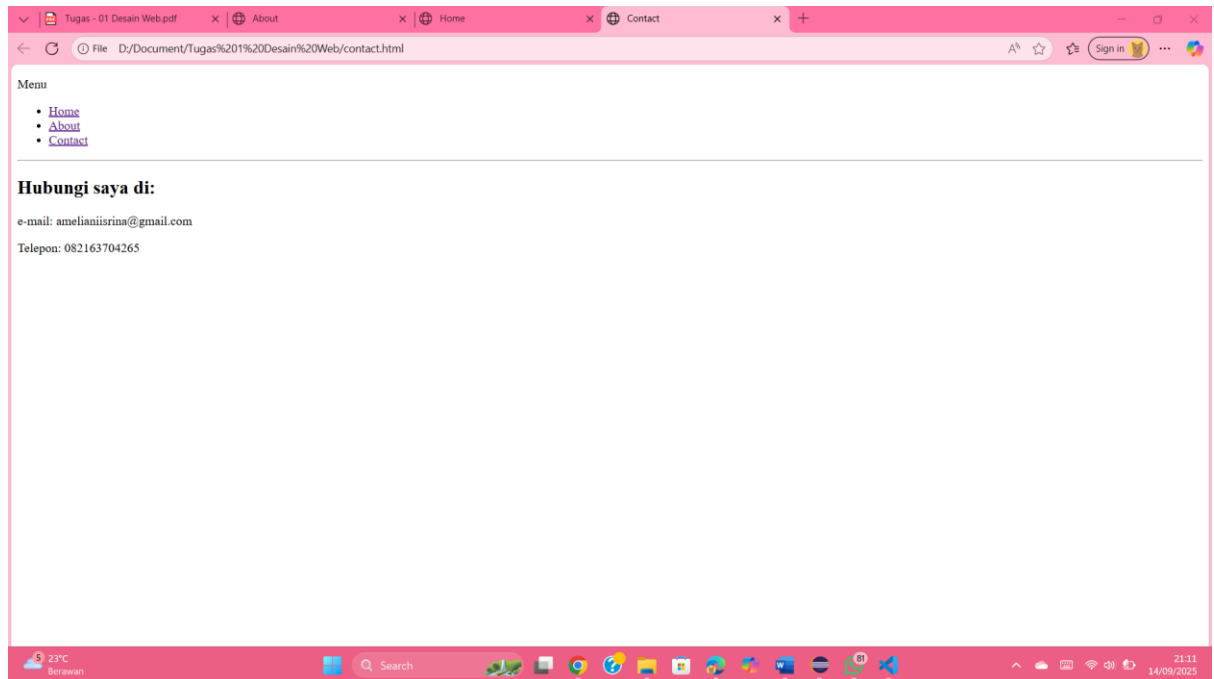 Tugas - 01 Desain Web.pdf
About
Home
Contact
File D:/Document/Tugas%201%20Desain%20Web/contact.html
Sign in
Menu
Home
About
Contact
Hubungi saya di:
e-mail: amelianiisrina@gmail.com
Telepon: 082163704265
5
23°C
Berawan
Search
81
21:11
14/09/2025